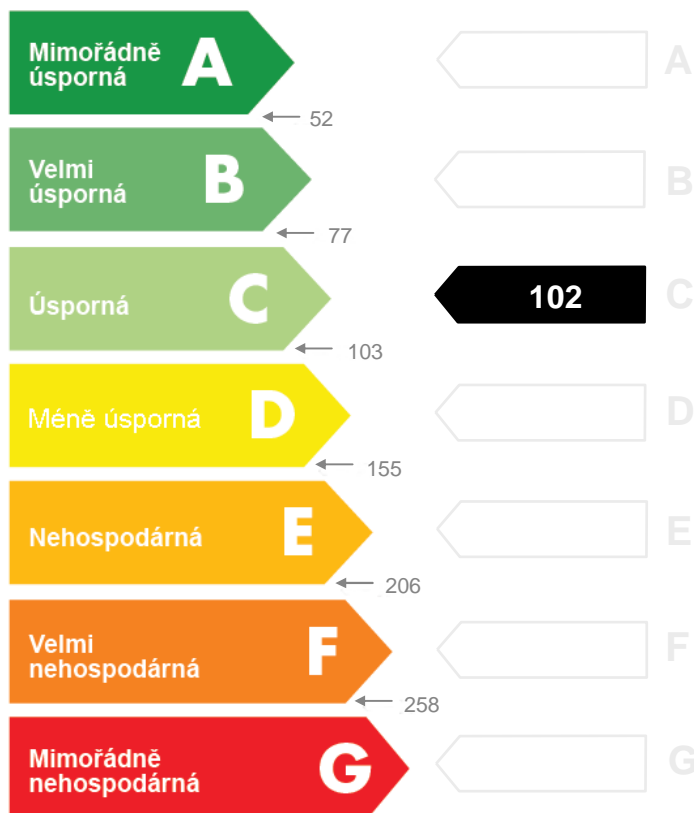 Mimořádně
úsporná
A
A
52
Velmi
úsporná
B
B
77
Úsporná
C
102
C
103
Méně úsporná
D
D
155
Nehospodárná
E
E
206
Velmi
nehospodárná
F
F
258
Mimořádně
nehospodárná
G
G